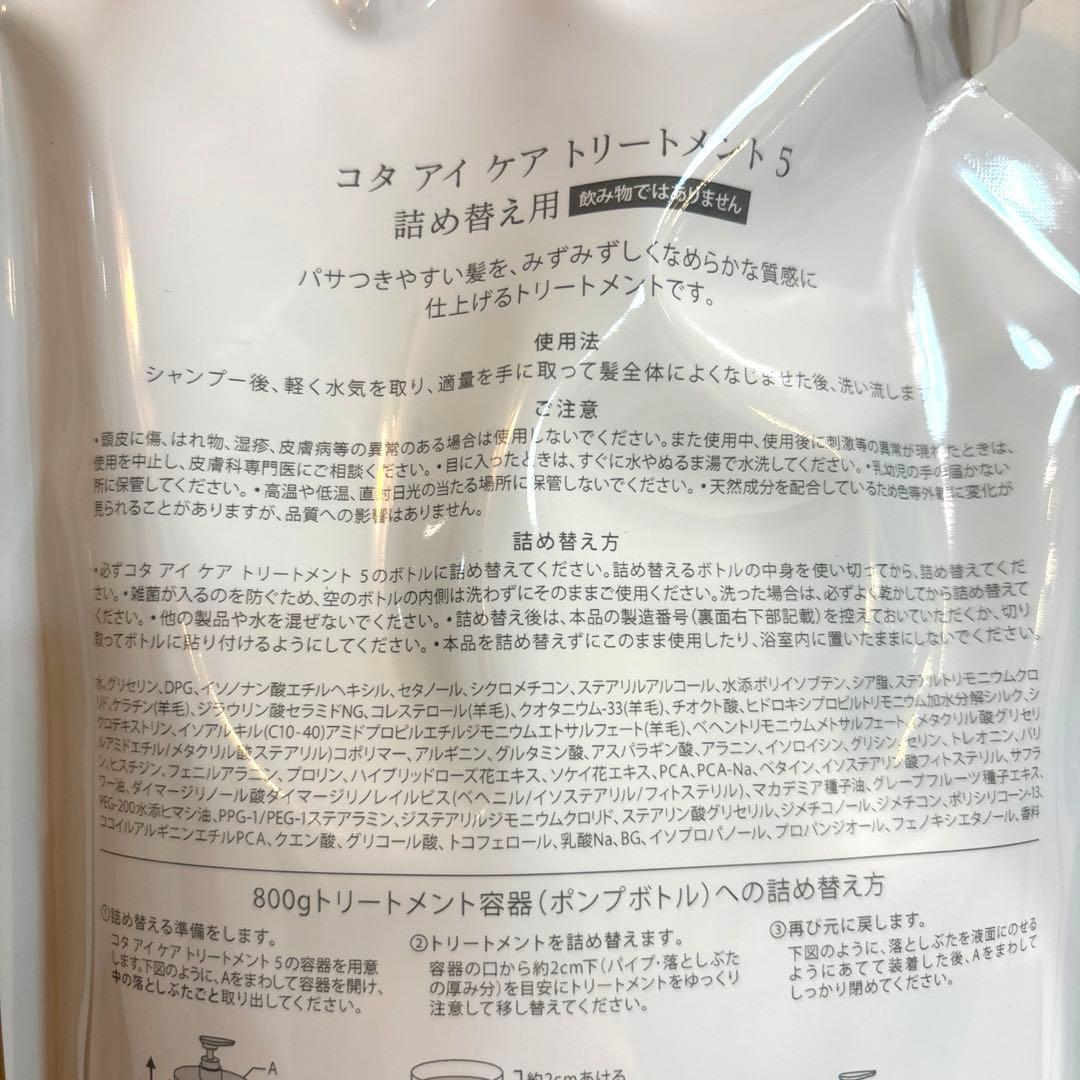 コタ アイ ケア トリートメント 5
詰め替え用 飲み物ではありません
パサつきやすい髪を、みずみずしくなめらかな質感に
仕上げるトリートメントです。
使用法
シャンプー後、軽く水気を取り、適量を手に取って髪全体によくなじませた後、洗い流します
ご注意
・頭皮に傷、はれ物、湿疹、皮膚病等の異常のある場合は使用しないでください。また使用中、使用後に刺激等の異常が現れたときは、
使用を中止し、皮膚科専門医にご相談ください。・目に入ったときは、すぐに水やぬるま湯で水洗してください。・乳幼児の手の届かない
所に保管してください。・高温や低温、直射日光の当たる場所に保管しないでください。・天然成分を配合しているため色等外観に変化が
見られることがありますが、品質への影響はありません。
詰め替え方
・必ずコタ アイ ケア トリートメント 5のボトルに詰め替えてください。詰め替えるボトルの中身を使い切ってから、詰め替えてくだ
さい。・雑菌が入るのを防ぐため、空のボトルの内側は洗わずにそのままご使用ください。洗った場合は、必ずよく乾かしてから詰め替えて
ください。・他の製品や水を混ぜないでください。・詰め替え後は、本品の製造番号(裏面右下部記載)を控えておいていただくか、切り
取ってボトルに貼り付けるようにしてください。・本品を詰め替えずにこのまま使用したり、浴室内に置いたままにしないでください。
水、グリセリン、DPG、イソノナン酸エチルヘキシル、セタノール、シクロメチコン、ステアリルアルコール、水添ポリイソブテン、シア脂、ステアルトリモニウムクロ
リド、ケラチン(羊毛)、ジラウリン酸セラミドNG、コレステロール(羊毛)、クオタニウム-33(羊毛)、チオクト酸、ヒドロキシプロピルトリモニウム加水分解シルク、シ
クロデキストリン、イソアルキル(C10-40)アミドプロピルエチルジモニウムエトサルフェート(羊毛)、ベヘントリモニウムメトサルフェート、メタクリル酸グリセリ
ルアミドエチル/メタクリル酸ステアリル)コポリマー、アルギニン、グルタミン酸、アスパラギン酸、アラニン、イソロイシン、グリシン、セリン、トレオニン、バリ
ン、ヒスチジン、フェニルアラニン、プロリン、ハイブリッドローズ花エキス、ソケイ花エキス、PCA、PCA-Na、ベタイン、イソステアリン酸フィトステリル、サフラ
ワー油、ダイマージリノール酸ダイマージリノレイルビス(ベヘニル/イソステアリル/フィトステリル)、マカデミア種子油、グレープフルーツ種子エキス、
PEG-200水添ヒマシ油、PPG-1/PEG-1ステアラミン、ジステアリルジモニウムクロリド、ステアリン酸グリセリル、ジメチコノール、ジメチコン、ポリシリコーン-13、
ココイルアルギニンエチルPCA、クエン酸、グリコール酸、トコフェロール、乳酸Na、BG、イソプロパノール、プロパンジオール、フェノキシエタノール、香料
800gトリートメント容器(ポンプボトル)への詰め替え方
①詰め替える準備をします。
コタ アイ ケア トリートメント 5の容器を用意
します。下図のように、Aをまわして容器を開け、
中の落としぶたごと取り出してください。
②トリートメントを詰め替えます。
容器の口から約2cm下(パイプ・落としぶた
の厚み分)を目安にトリートメントをゆっくり
注意して移し替えてください。
③再び元に戻します。
下図のように、落としぶたを液面にのせる
ようにあてて装着した後、Aをまわして
しっかり閉めてください。
A
約2cmあける